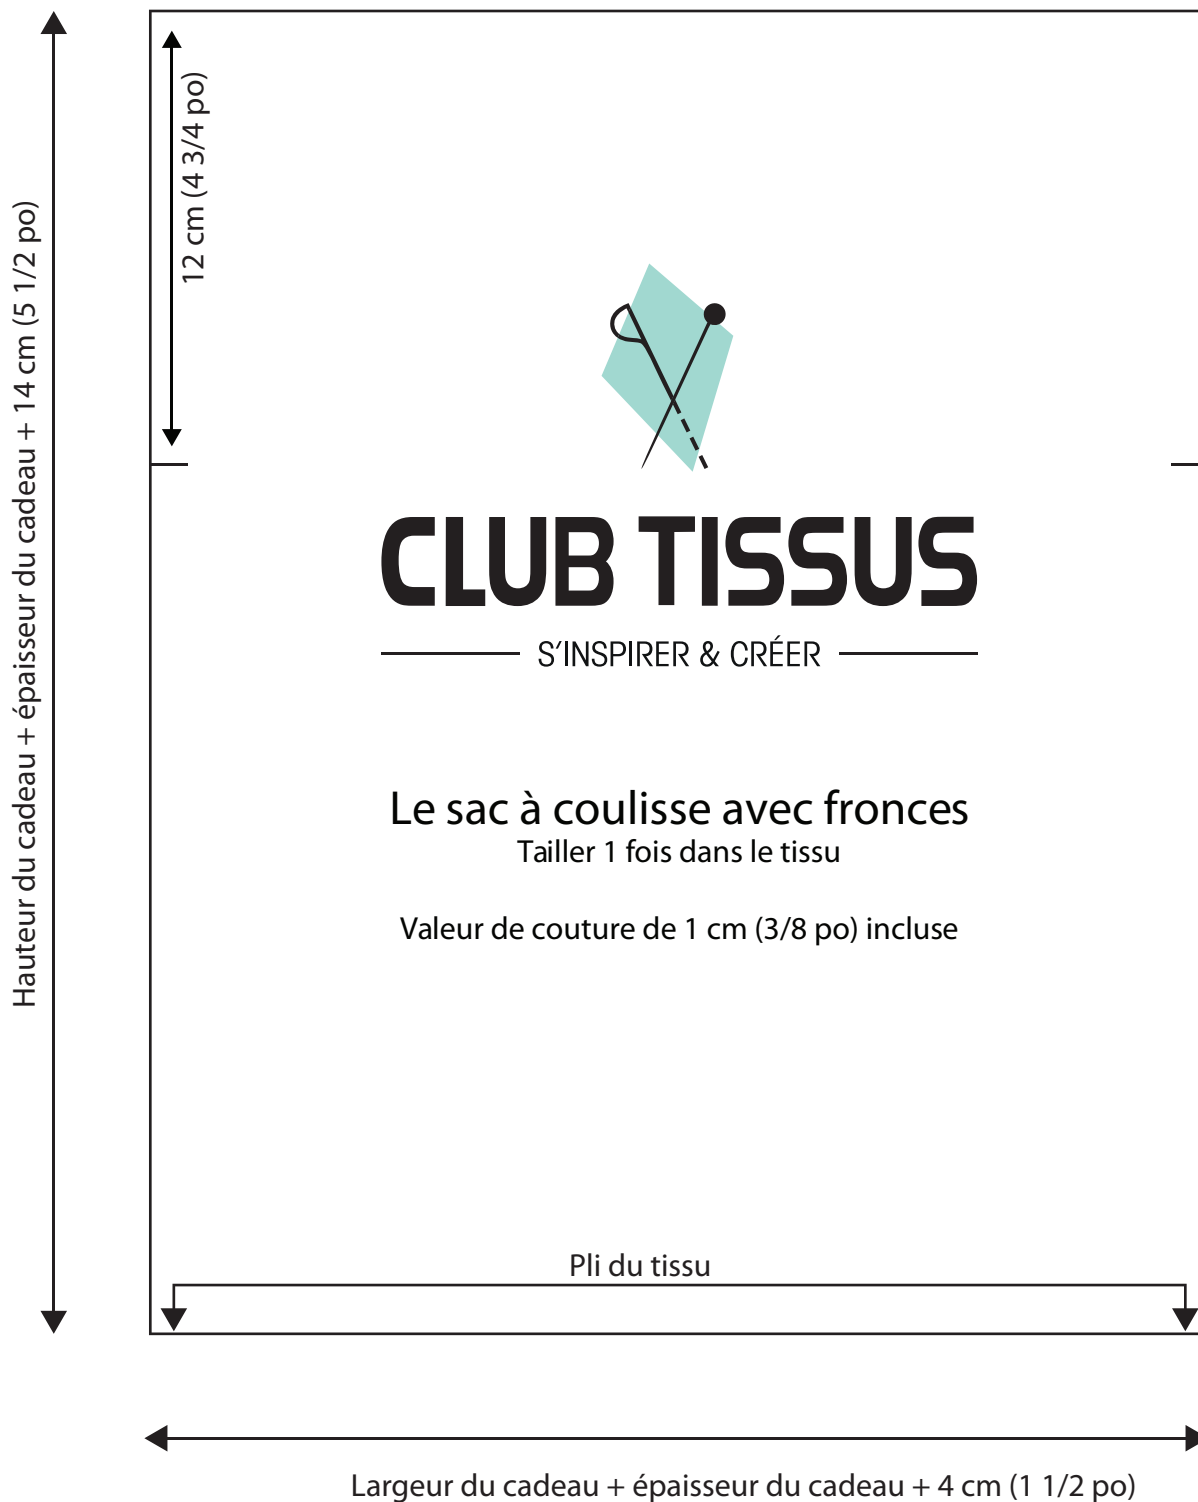 Hauteur du cadeau + épaisseur du cadeau + 14 cm (5 1/2 po)
12 cm (4 3/4 po)
CLUB TISSUS
S'INSPIRER & CRÉER
Le sac à coulisse avec fronces
Tailler 1 fois dans le tissu
Valeur de couture de 1 cm (3/8 po) incluse
Pli du tissu
Largeur du cadeau + épaisseur du cadeau + 4 cm (1 1/2 po)